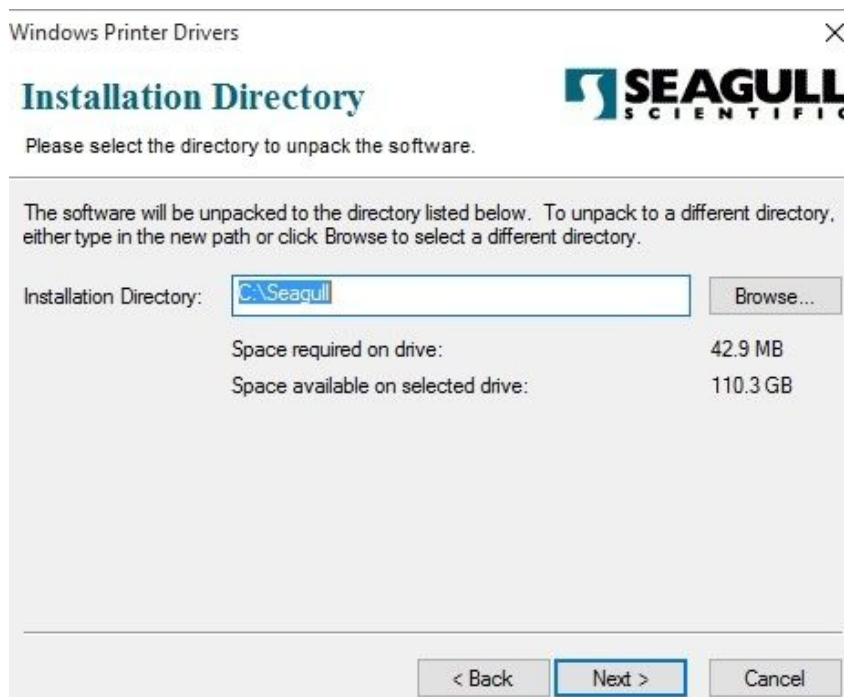 Windows Printer Drivers
Installation Directory
SEAGULL
SCIENTIFIC
Please select the directory to unpack the software.
The software will be unpacked to the directory listed below. To unpack to a different directory,
either type in the new path or click Browse to select a different directory.
Installation Directory: C:\Seagull Browse...
Space required on drive: 42.9 MB
Space available on selected drive: 110.3 GB
< Back Next > Cancel